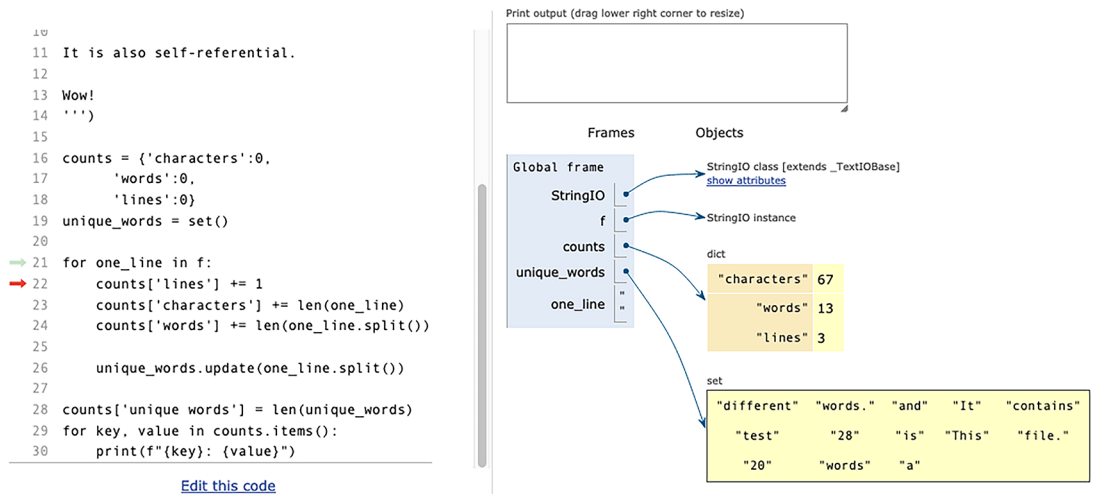 10
11 It is also self-referential.
12
13 Wow!
14 ''')
15
16 counts = {'characters':0,
17 'words':0,
18 'lines':0}
19 unique_words = set()
20
21 for one_line in f:
22 counts['lines'] += 1
23 counts['characters'] += len(one_line)
24 counts['words'] += len(one_line.split())
25
26 unique_words.update(one_line.split())
27
28 counts['unique words'] = len(unique_words)
29 for key, value in counts.items():
30 print(f"{key}: {value}")
Edit this code
Print output (drag lower right corner to resize)
Frames Objects
Global frame
StringIO
f
counts
unique_words
one_line "
"
StringIO class [extends _TextIOBase]
show attributes
StringIO instance
dict
"characters" 67
"words" 13
"lines" 3
set
"different" "words." "and" "It" "contains"
"test" "28" "is" "This" "file."
"20" "words" "a"